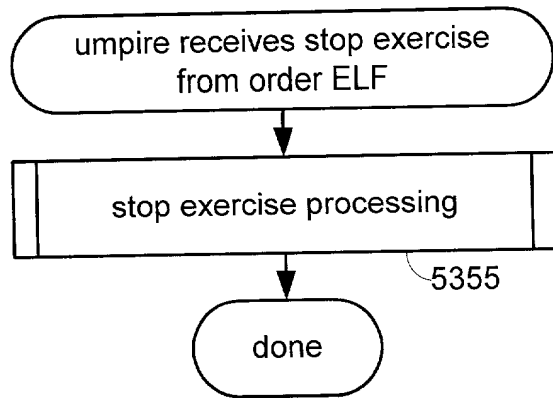 umpire receives stop exercise
from order ELF
stop exercise processing
5355
done